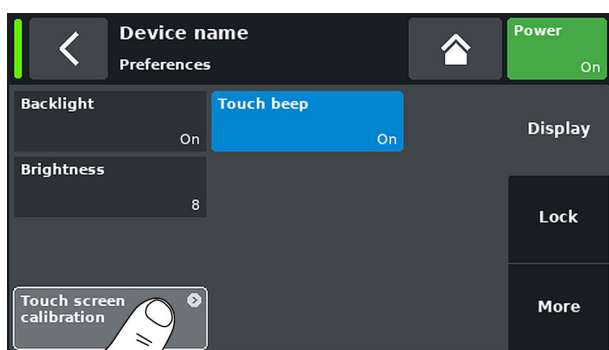 Device name
Preferences
Power
On
Backlight
On
Touch beep
On
Display
Brightness
8
Lock
Touch screen
calibration
More